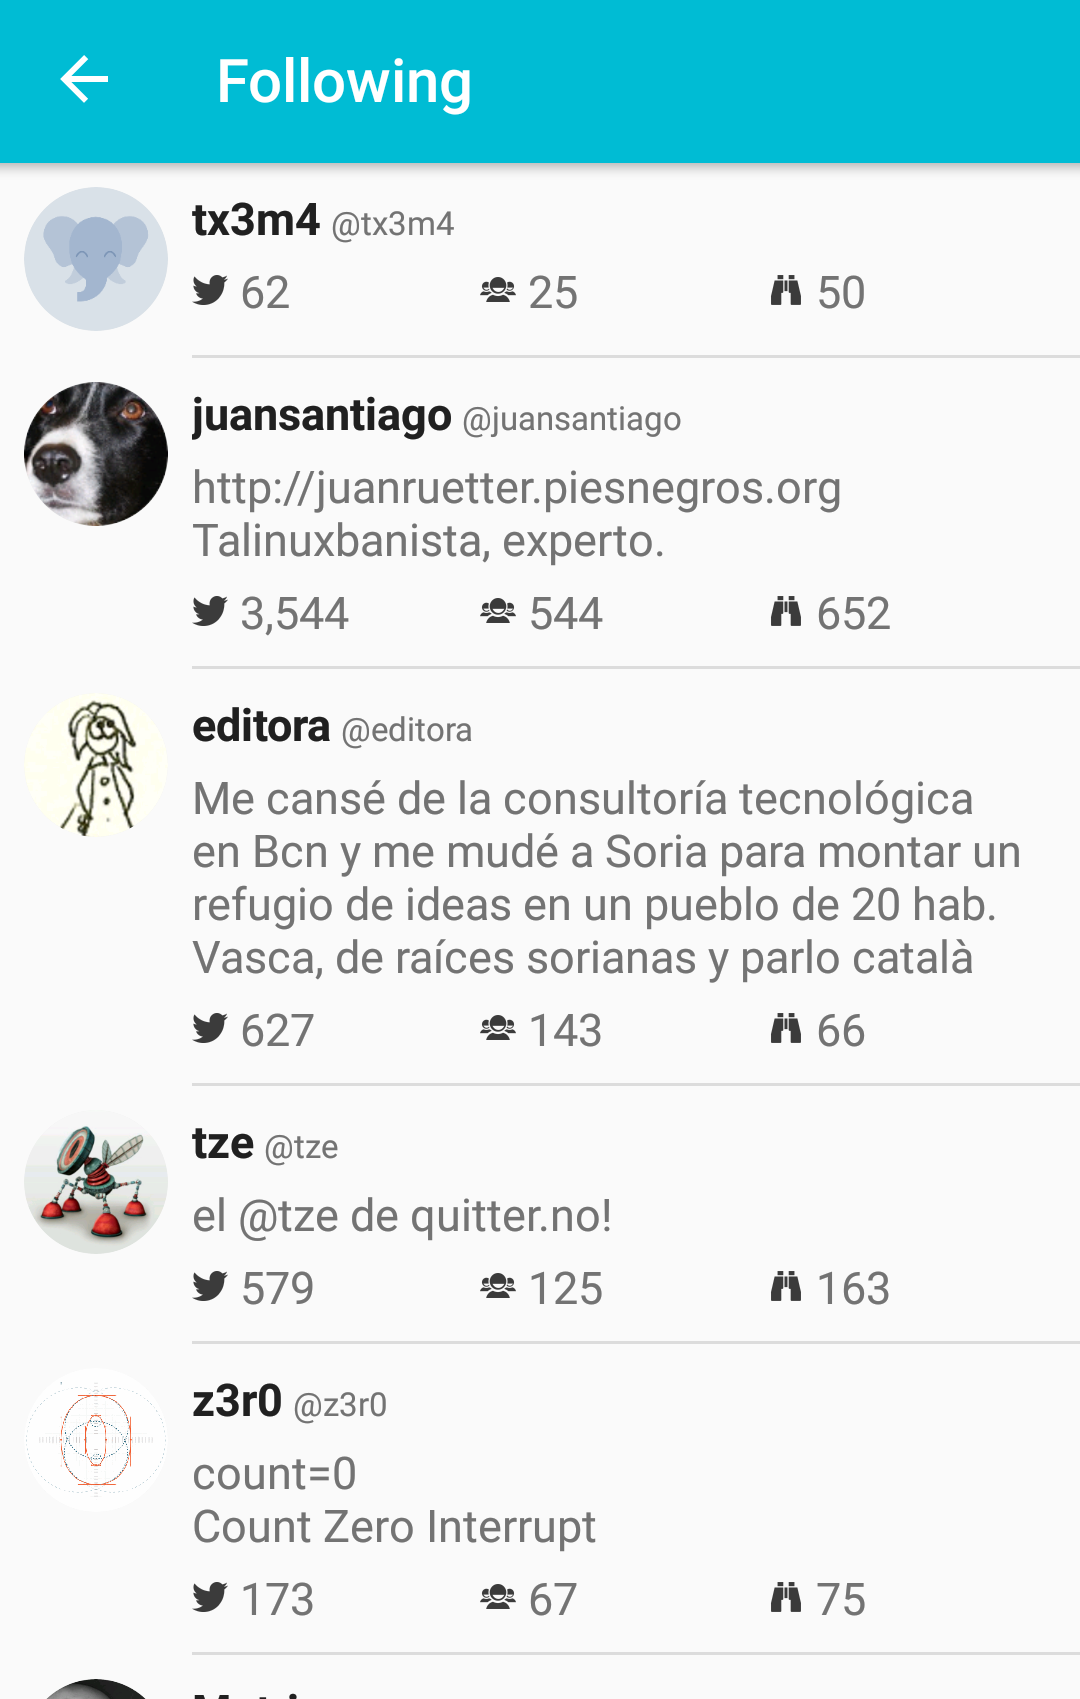 Following
tx3m4 @tx3m4
62 25 50
juansantiago @juansantiago
http://juanruetter.piesnegros.org
Talinuxbanista, experto.
3,544 544 652
editora @editora
Me cansé de la consultoría tecnológica
en Bcn y me mudé a Soria para montar un
refugio de ideas en un pueblo de 20 hab.
Vasca, de raíces sorianas y parlo català
627 143 66
tze @tze
el @tze de quitter.no!
579 125 163
z3r0 @z3r0
count=0
Count Zero Interrupt
173 67 75